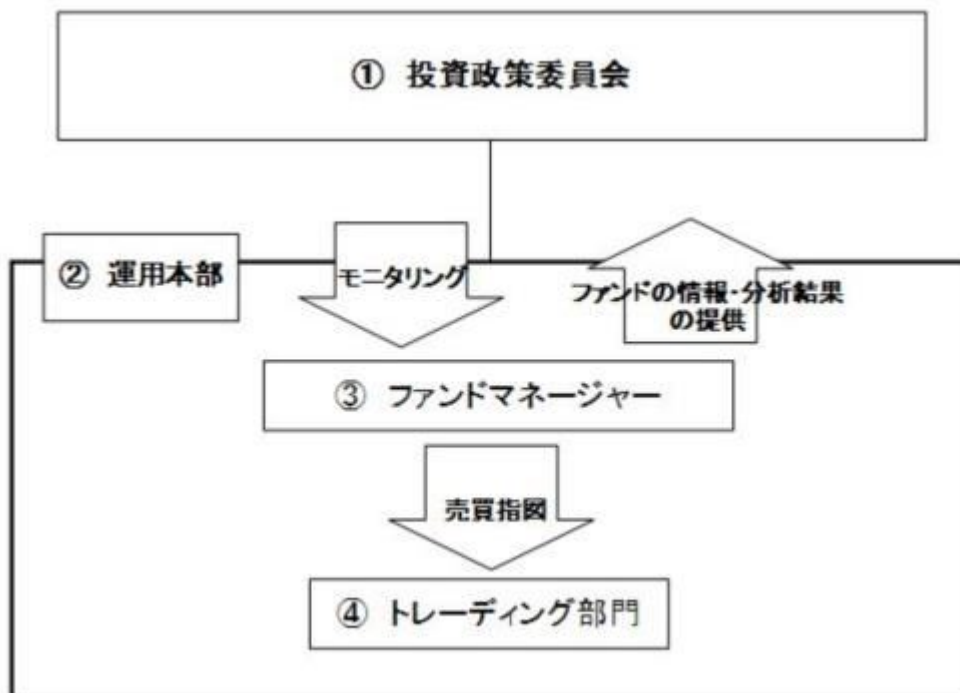 ① 投資政策委員会
② 運用本部
モニタリング
ファンドの情報・分析結果
の提供
③ ファンドマネージャー
売買指図
④ トレーディング部門